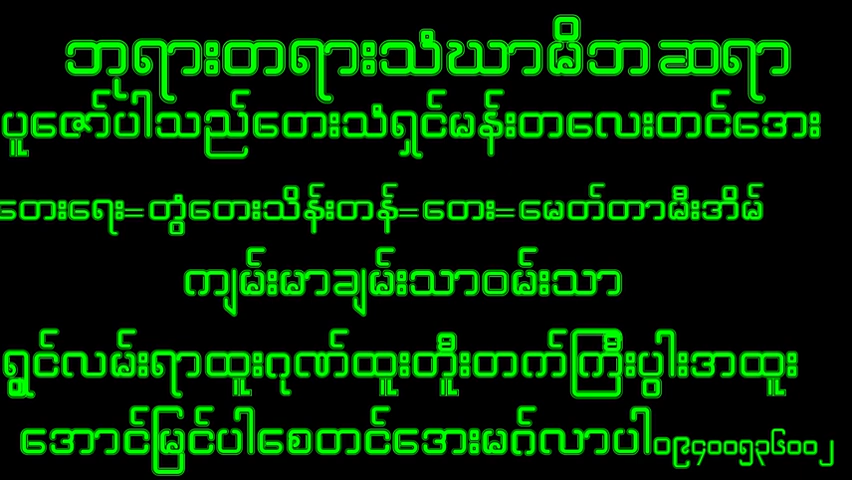 ဘုရားတရားသံဃာမိဘဆရာ
ပူဇော်ပါသည်တေးသံရှင်မန်းတလေးတင်အေး
တေးရေး=တွံတေးသိန်းတန်=တေး=မေတ်တာမီးအိမ်
ကျမ်းမာချမ်းသာဝမ်းသာ
ရွှင်လမ်းရာထူးဂုဏ်ထူးတိူးတက်ကြီးပွါးအထူး
အောင်မြင်ပါစေတင်အေးမဂ်လာပါ၀၉၄၀၀၅၃၆၀၀၂